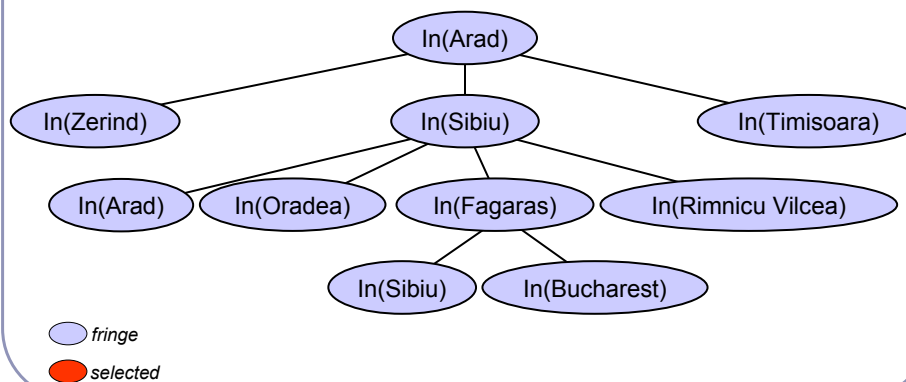 In(Arad)
In(Zerind) In(Sibiu) In(Timisoara)
In(Arad) In(Oradea) In(Fagaras) In(Rimnicu Vilcea)
In(Sibiu) In(Bucharest)
fringe
selected